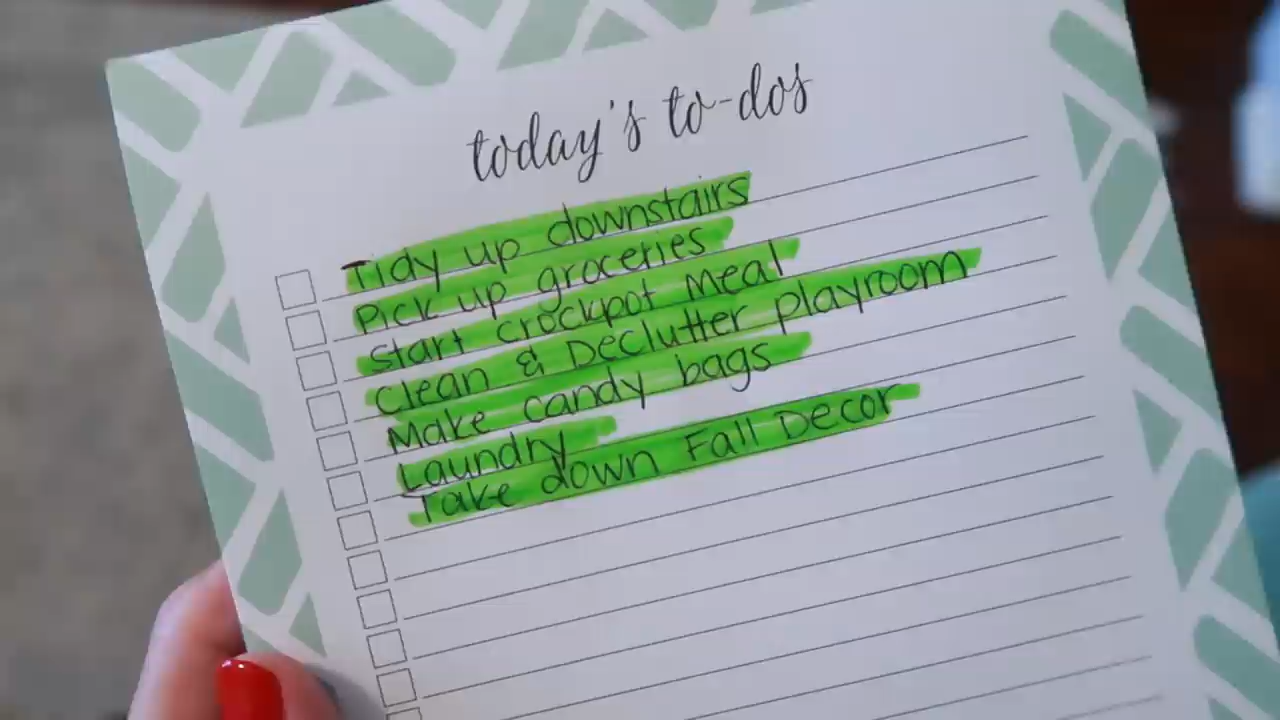 today's to-dos
Tidy up downstairs
Pick up groceries
start crockpot Meal
Clean & Declutter playroom
Make candy bags
Laundry
Take down Fall Decor